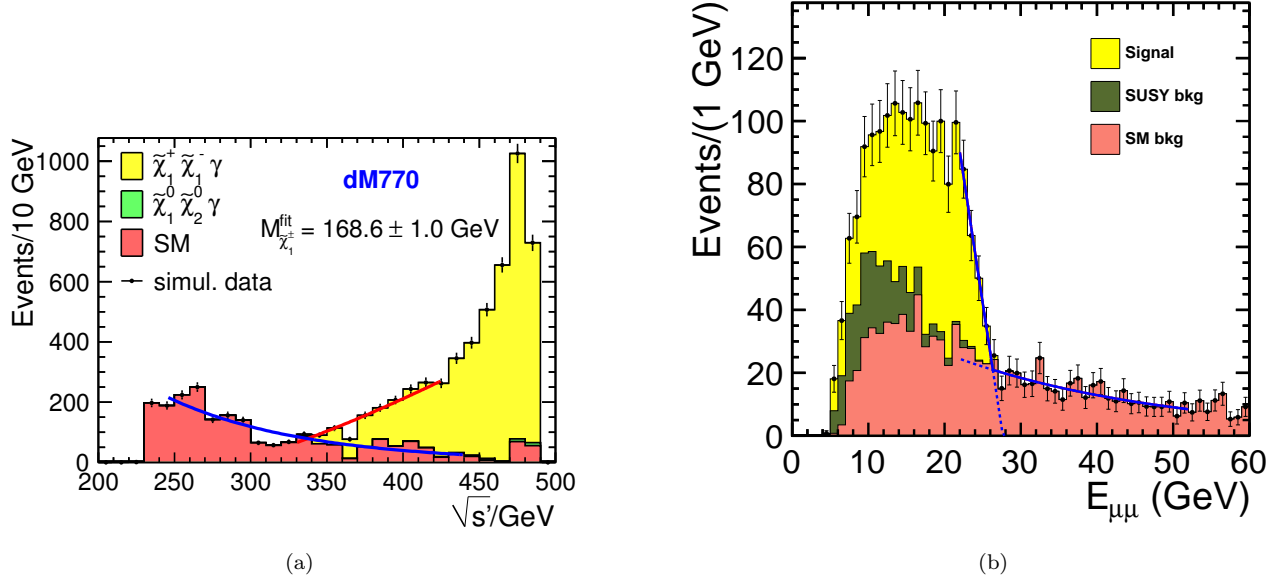 Events/10 GeV
1000
800
600
400
200
0
χ̃₁⁺ χ̃₁⁻ γ
χ̃₁⁰ χ̃₂⁰ γ
SM
simul. data
dM770
M^fit_χ̃₁± = 168.6 ± 1.0 GeV
200 250 300 350 400 450 500
√s'/GeV
(a)
Events/(1 GeV)
120
100
80
60
40
20
0
Signal
SUSY bkg
SM bkg
0 10 20 30 40 50 60
E_μμ (GeV)
(b)